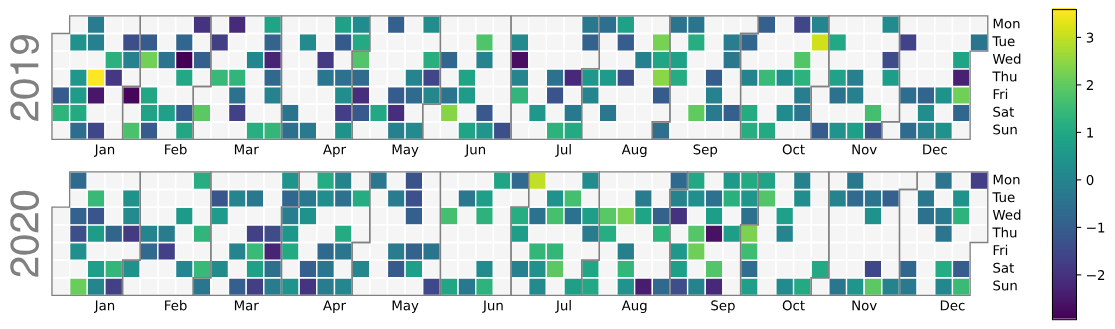 2019
Mon
Tue
Wed
Thu
Fri
Sat
Sun
Jan Feb Mar Apr May Jun Jul Aug Sep Oct Nov Dec
2020
Mon
Tue
Wed
Thu
Fri
Sat
Sun
Jan Feb Mar Apr May Jun Jul Aug Sep Oct Nov Dec
3
2
1
0
−1
−2